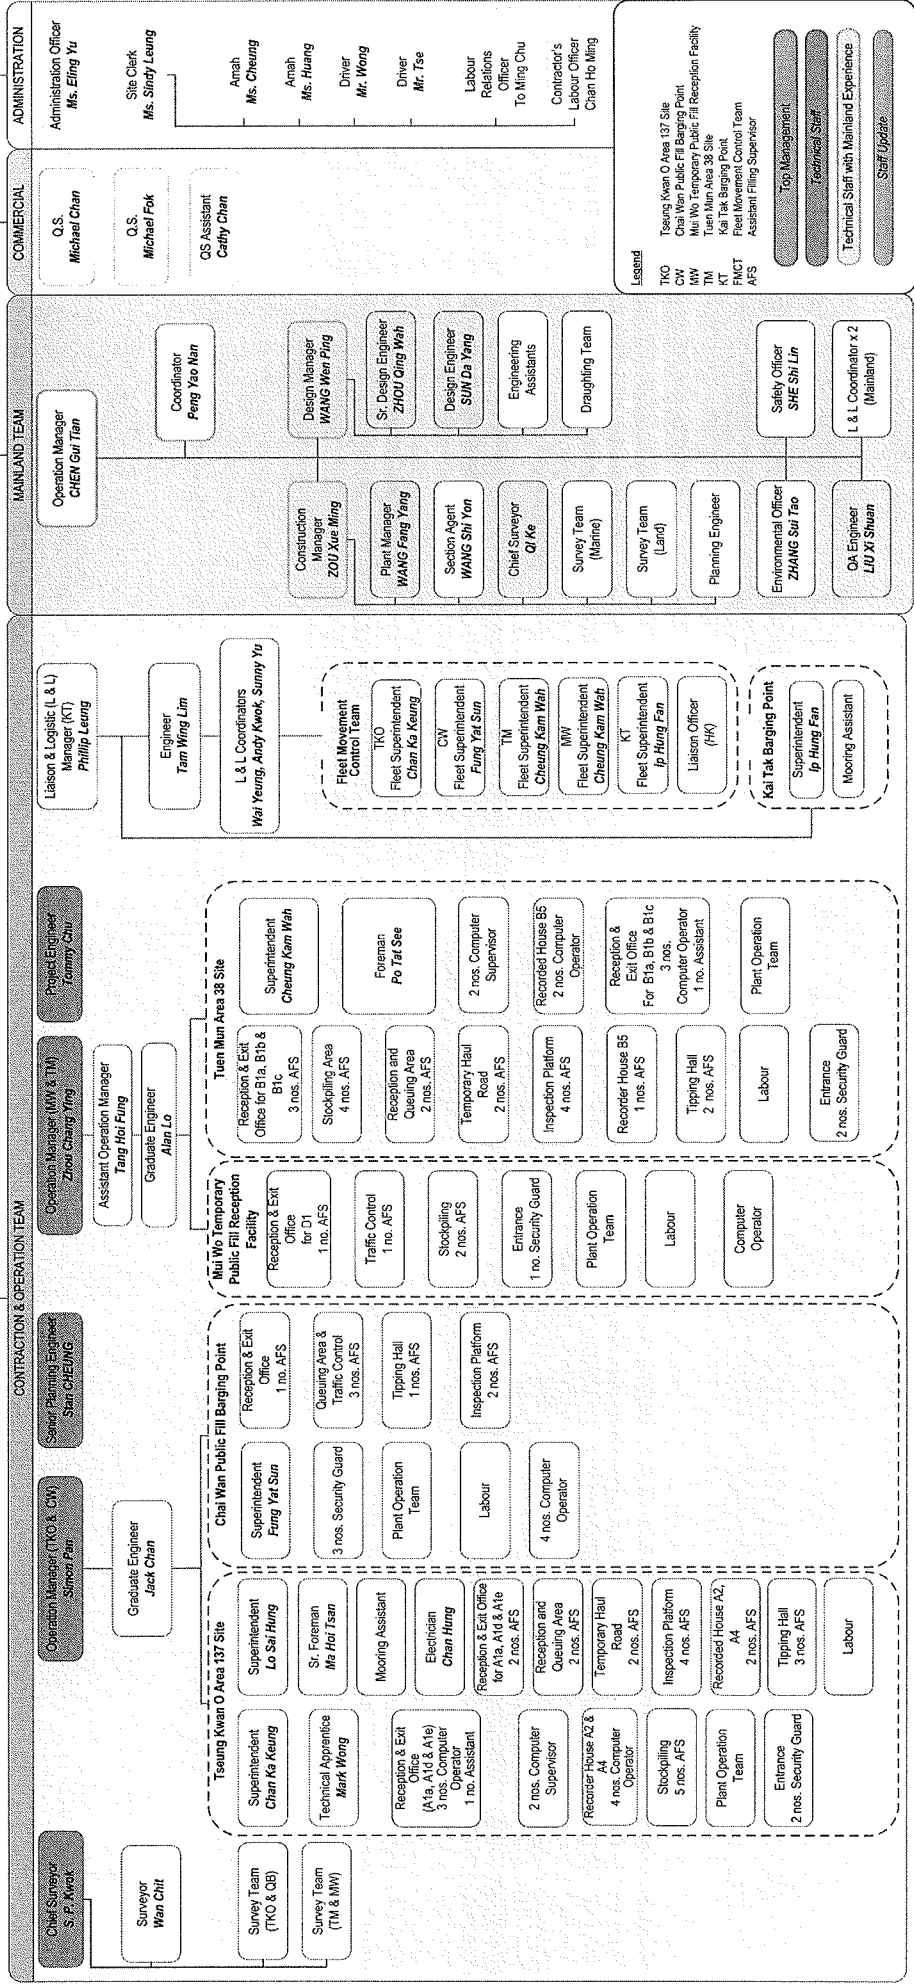 CONTRACTION & OPERATION TEAM
Chief Surveyor
S. P. Kwok
Surveyor
Wan Chit
Survey Team
(TKO & QB)
Survey Team
(TM & MW)
Operation Manager (TKO & CW)
Simon Pan
Graduate Engineer
Jack Chan
Senior Planning Engineer
Stan CHEUNG
Tseung Kwan O Area 137 Site
Superintendent
Chan Ka Keung
Technical Apprentice
Mark Wong
Reception & Exit
Office
(A1a, A1d & A1e)
3 nos. Computer
Operator
1 no. Assistant
2 nos. Computer
Supervisor
Recorder House A2 &
A4
4 nos. Computer
Operator
Stockpiling
5 nos. AFS
Plant Operation
Team
Entrance
2 nos. Security Guard
Superintendent
Lo Sai Hung
Sr. Foreman
Ma Hoi Tsan
Mooring Assistant
Electrician
Chan Hung
Reception & Exit Office
for A1a, A1d & A1e
2 nos. AFS
Reception and
Queuing Area
2 nos. AFS
Temporary Haul
Road
2 nos. AFS
Inspection Platform
4 nos. AFS
Recorded House A2,
A4
2 nos. AFS
Tipping Hall
3 nos. AFS
Labour
Chai Wan Public Fill Barging Point
Superintendent
Fung Yat Sun
3 nos. Security Guard
Plant Operation
Team
Labour
4 nos. Computer
Operator
Reception & Exit
Office
1 no. AFS
Queuing Area &
Traffic Control
3 nos. AFS
Tipping Hall
1 nos. AFS
Inspection Platform
2 nos. AFS
Operation Manager (MW & TM)
Zhou Chang Ying
Assistant Operation Manager
Tang Hoi Fung
Graduate Engineer
Alan Lo
Project Engineer
Tommy Chu
Mui Wo Temporary
Public Fill Reception
Facility
Reception & Exit
Office
for D1
1 no. AFS
Traffic Control
1 no. AFS
Stockpiling
2 nos. AFS
Entrance
1 no. Security Guard
Plant Operation
Team
Labour
Computer
Operator
Tuen Mun Area 38 Site
Reception & Exit
Office for B1a, B1b &
B1c
3 nos. AFS
Stockpiling Area
4 nos. AFS
Reception and
Queuing Area
2 nos. AFS
Temporary Haul
Road
2 nos. AFS
Inspection Platform
4 nos. AFS
Recorder House B5
1 nos. AFS
Tipping Hall
2 nos. AFS
Labour
Entrance
2 nos. Security Guard
Superintendent
Cheung Kam Wah
Foreman
Po Tat See
2 nos. Computer
Supervisor
Recorded House B5
2 nos. Computer
Operator
Reception &
Exit Office
For B1a, B1b & B1c
3 nos.
Computer Operator
1 no. Assistant
Plant Operation
Team
Liaison & Logistic (L & L)
Manager (KT)
Phillip Leung
Engineer
Tam Wing Lim
L & L Coordinators
Wai Yeung, Andy Kwok, Sunny Yu
Fleet Movement
Control Team
TKO
Fleet Superintendent
Chan Ka Keung
CW
Fleet Superintendent
Fung Yat Sun
TM
Fleet Superintendent
Cheung Kam Wah
MW
Fleet Superintendent
Cheung Kam Wah
KT
Fleet Superintendent
Ip Hung Fan
Liaison Officer
(HK)
Kai Tak Barging Point
Superintendent
Ip Hung Fan
Mooring Assistant
MAINLAND TEAM
Operation Manager
CHEN Gui Tian
Coordinator
Peng Yao Nan
Construction
Manager
ZOU Xue Ming
Plant Manager
WANG Fang Yang
Section Agent
WANG Shi Yon
Chief Surveyor
QI Ke
Survey Team
(Marine)
Survey Team
(Land)
Planning Engineer
Environmental Officer
ZHANG Sui Tao
QA Engineer
LIU Xi Shuan
Design Manager
WANG Wen Ping
Sr. Design Engineer
ZHOU Qing Wah
Design Engineer
SUN Da Yang
Engineering
Assistants
Draughting Team
Safety Officer
SHE Shi Lin
L & L Coordinator x 2
(Mainland)
COMMERCIAL
Q.S.
Michael Chan
Q.S.
Michael Fok
QS Assistant
Cathy Chan
ADMINISTRATION
Administration Officer
Ms. Eling Yu
Site Clerk
Ms. Sindy Leung
Amah
Ms. Cheung
Amah
Ms. Huang
Driver
Mr. Wong
Driver
Mr. Tse
Labour
Relations
Officer
To Ming Chu
Contractor's
Labour Officer
Chan Ho Ming
Legend
TKO Tseung Kwan O Area 137 Site
CW Chai Wan Public Fill Barging Point
MW Mui Wo Temporary Public Fill Reception Facility
TM Tuen Mun Area 38 Site
KT Kai Tak Barging Point
FMCT Fleet Movement Control Team
AFS Assistant Filling Supervisor
Top Management
Technical Staff
Technical Staff with Mainland Experience
Staff Update